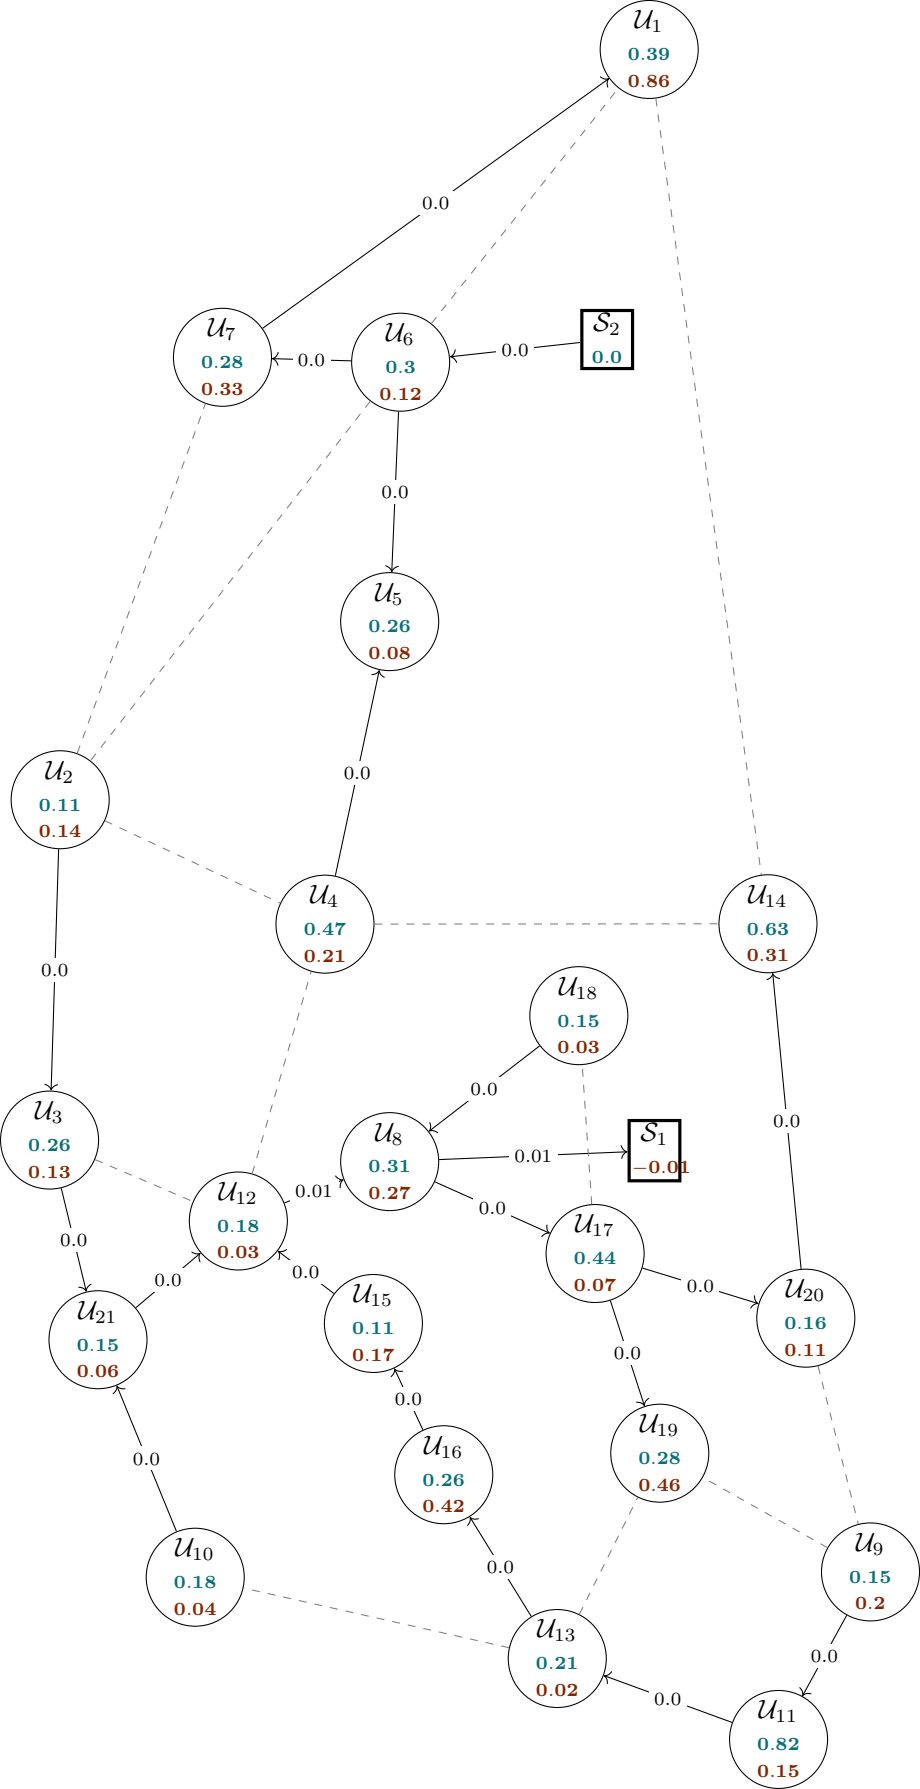 𝒰₁
0.39
0.86
0.0
𝒰₇
0.28
0.33
0.0
𝒰₆
0.3
0.12
0.0
𝒮₂
0.0
0.0
𝒰₅
0.26
0.08
0.0
𝒰₂
0.11
0.14
𝒰₄
0.47
0.21
𝒰₁₄
0.63
0.31
0.0
𝒰₁₈
0.15
0.03
0.0
𝒰₃
0.26
0.13
𝒰₈
0.31
0.27
0.01
𝒮₁
−0.01
0.0
𝒰₁₂
0.18
0.03
0.01
0.0
𝒰₁₇
0.44
0.07
0.0
0.0
0.0
0.0
𝒰₂₁
0.15
0.06
𝒰₁₅
0.11
0.17
𝒰₂₀
0.16
0.11
0.0
0.0
0.0
𝒰₁₆
0.26
0.42
𝒰₁₉
0.28
0.46
𝒰₁₀
0.18
0.04
0.0
𝒰₉
0.15
0.2
𝒰₁₃
0.21
0.02
0.0
0.0
𝒰₁₁
0.82
0.15